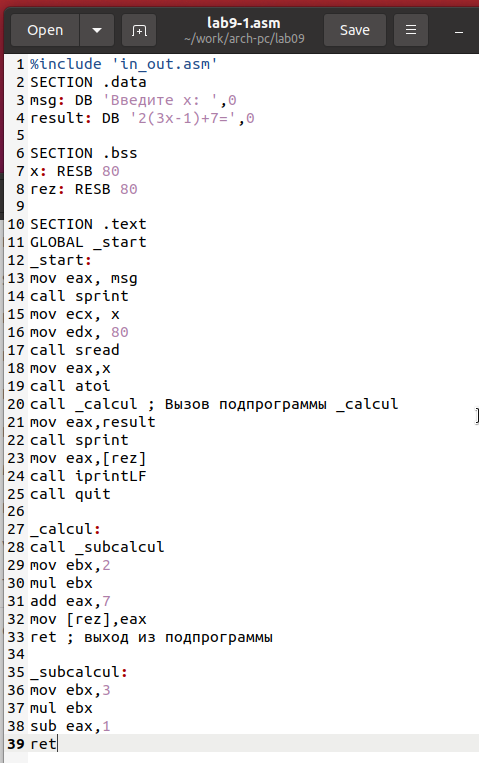 Open
lab9-1.asm
~/work/arch-pc/lab09
Save
1 %include 'in_out.asm'
2 SECTION .data
3 msg: DB 'Введите x: ',0
4 result: DB '2(3x-1)+7=',0
5
6 SECTION .bss
7 x: RESB 80
8 rez: RESB 80
9
10 SECTION .text
11 GLOBAL _start
12 _start:
13 mov eax, msg
14 call sprint
15 mov ecx, x
16 mov edx, 80
17 call sread
18 mov eax,x
19 call atoi
20 call _calcul ; Вызов подпрограммы _calcul
21 mov eax,result
22 call sprint
23 mov eax,[rez]
24 call iprintLF
25 call quit
26
27 _calcul:
28 call _subcalcul
29 mov ebx,2
30 mul ebx
31 add eax,7
32 mov [rez],eax
33 ret ; выход из подпрограммы
34
35 _subcalcul:
36 mov ebx,3
37 mul ebx
38 sub eax,1
39 ret